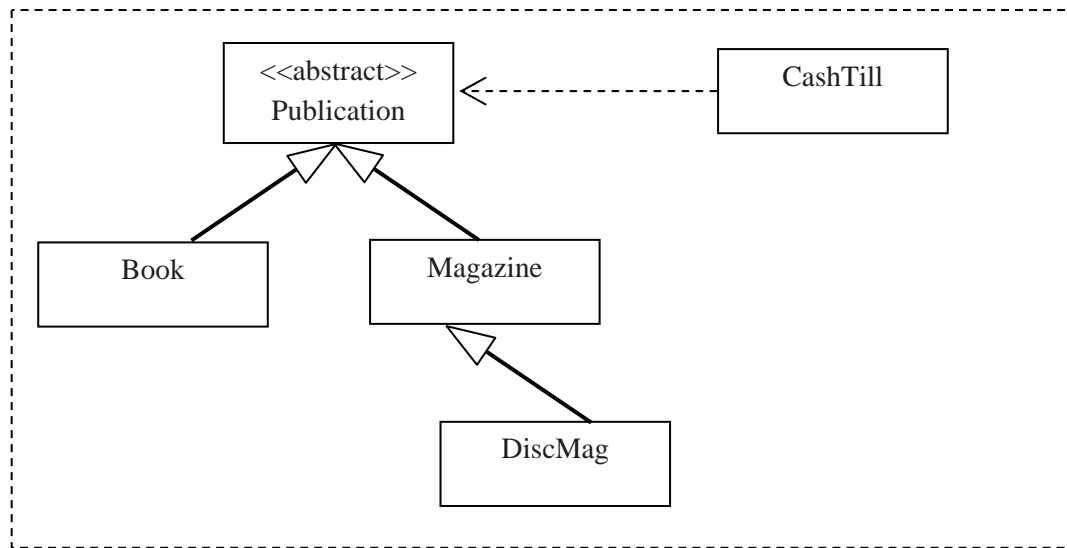 <<abstract>>
Publication
CashTill
Book
Magazine
DiscMag